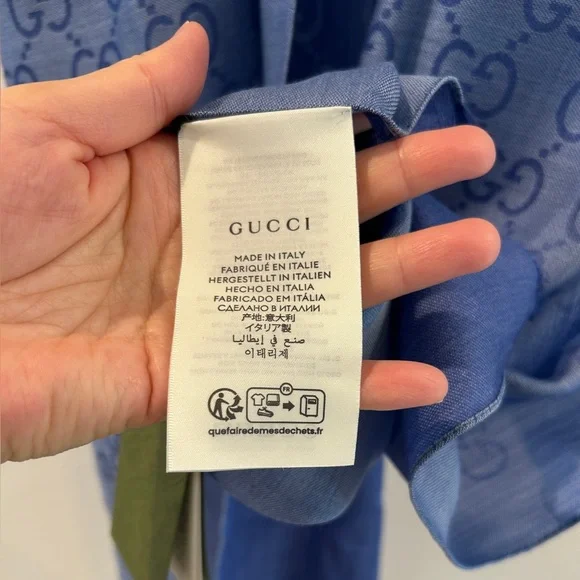 GUCCI
MADE IN ITALY
FABRIQUÉ EN ITALIE
HERGESTELLT IN ITALIEN
HECHO EN ITALIA
FABRICADO EM ITÁLIA
СДЕЛАНО В ИТАЛИИ
产地:意大利
イタリア製
صنع في إيطاليا
이태리제
FR
quefairedemesdechets.fr